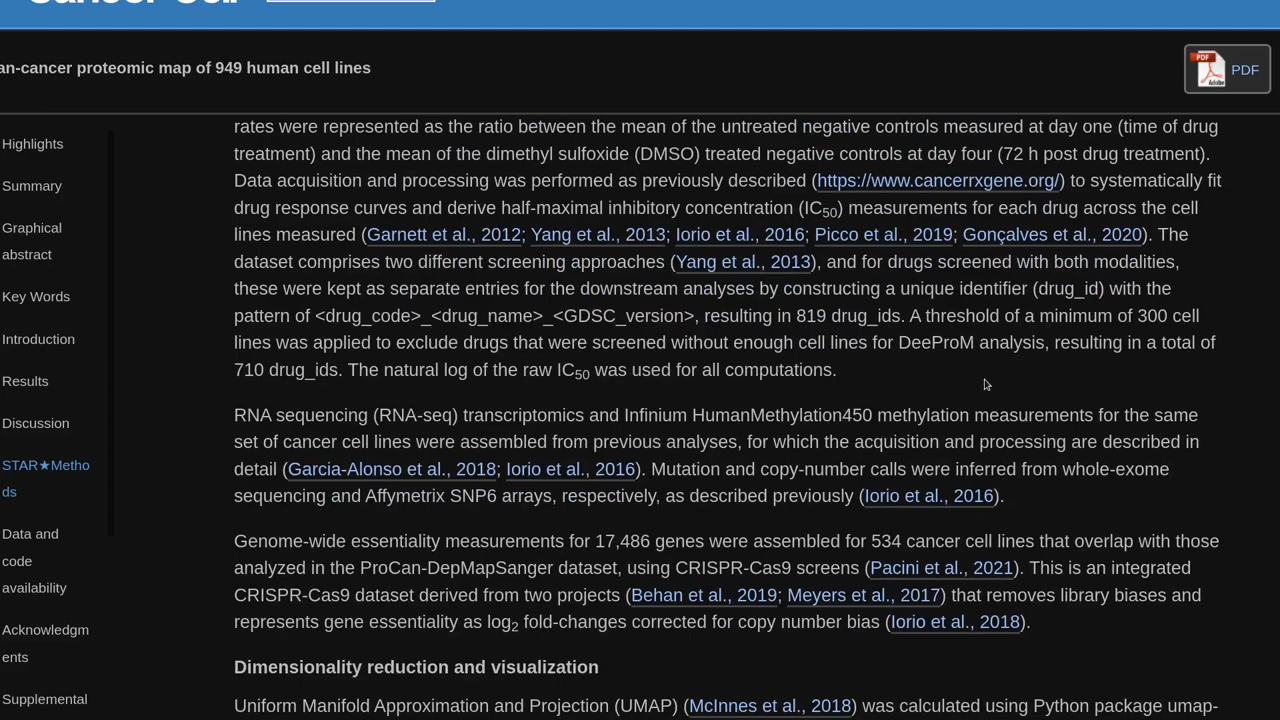 an-cancer proteomic map of 949 human cell lines
PDF
Highlights
Summary
Graphical
abstract
Key Words
Introduction
Results
Discussion
STAR★Metho
ds
Data and
code
availability
Acknowledgm
ents
Supplemental
rates were represented as the ratio between the mean of the untreated negative controls measured at day one (time of drug
treatment) and the mean of the dimethyl sulfoxide (DMSO) treated negative controls at day four (72 h post drug treatment).
Data acquisition and processing was performed as previously described (https://www.cancerrxgene.org/) to systematically fit
drug response curves and derive half-maximal inhibitory concentration (IC50) measurements for each drug across the cell
lines measured (Garnett et al., 2012; Yang et al., 2013; Iorio et al., 2016; Picco et al., 2019; Gonçalves et al., 2020). The
dataset comprises two different screening approaches (Yang et al., 2013), and for drugs screened with both modalities,
these were kept as separate entries for the downstream analyses by constructing a unique identifier (drug_id) with the
pattern of <drug_code>_<drug_name>_<GDSC_version>, resulting in 819 drug_ids. A threshold of a minimum of 300 cell
lines was applied to exclude drugs that were screened without enough cell lines for DeeProM analysis, resulting in a total of
710 drug_ids. The natural log of the raw IC50 was used for all computations.
RNA sequencing (RNA-seq) transcriptomics and Infinium HumanMethylation450 methylation measurements for the same
set of cancer cell lines were assembled from previous analyses, for which the acquisition and processing are described in
detail (Garcia-Alonso et al., 2018; Iorio et al., 2016). Mutation and copy-number calls were inferred from whole-exome
sequencing and Affymetrix SNP6 arrays, respectively, as described previously (Iorio et al., 2016).
Genome-wide essentiality measurements for 17,486 genes were assembled for 534 cancer cell lines that overlap with those
analyzed in the ProCan-DepMapSanger dataset, using CRISPR-Cas9 screens (Pacini et al., 2021). This is an integrated
CRISPR-Cas9 dataset derived from two projects (Behan et al., 2019; Meyers et al., 2017) that removes library biases and
represents gene essentiality as log2 fold-changes corrected for copy number bias (Iorio et al., 2018).
Dimensionality reduction and visualization
Uniform Manifold Approximation and Projection (UMAP) (McInnes et al., 2018) was calculated using Python package umap-